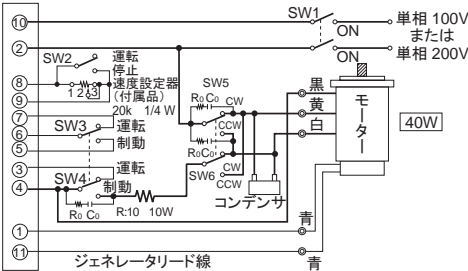 ⑩ SW1 ON 単相 100V
または
② ON 単相 200V
SW2 運転
停止
⑧ 速度設定器
1 2 3 (付属品)
⑨ 20k 1/4 W
SW5
R₀ C₀ CW
CCW
R₀ C₀
CW
SW6 CCW
⑦ 運転
⑥ SW3
⑤ 制動
③ 運転
④ SW4 制動
R₀ C₀ R:10 10W
コンデンサ
黒
黄
白
モーター
40W
① 青
⑪ ジェネレータリード線 青